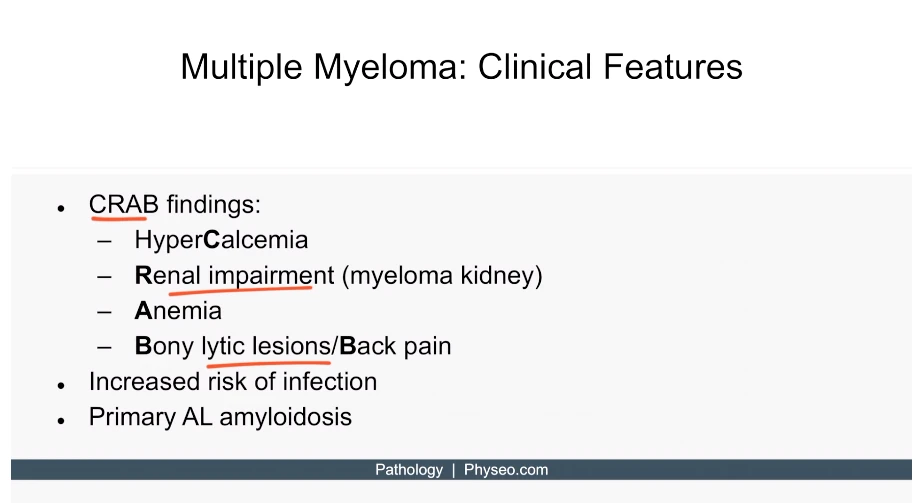 Multiple Myeloma: Clinical Features
• CRAB findings:
– HyperCalcemia
– Renal impairment (myeloma kidney)
– Anemia
– Bony lytic lesions/Back pain
• Increased risk of infection
• Primary AL amyloidosis
Pathology | Physeo.com